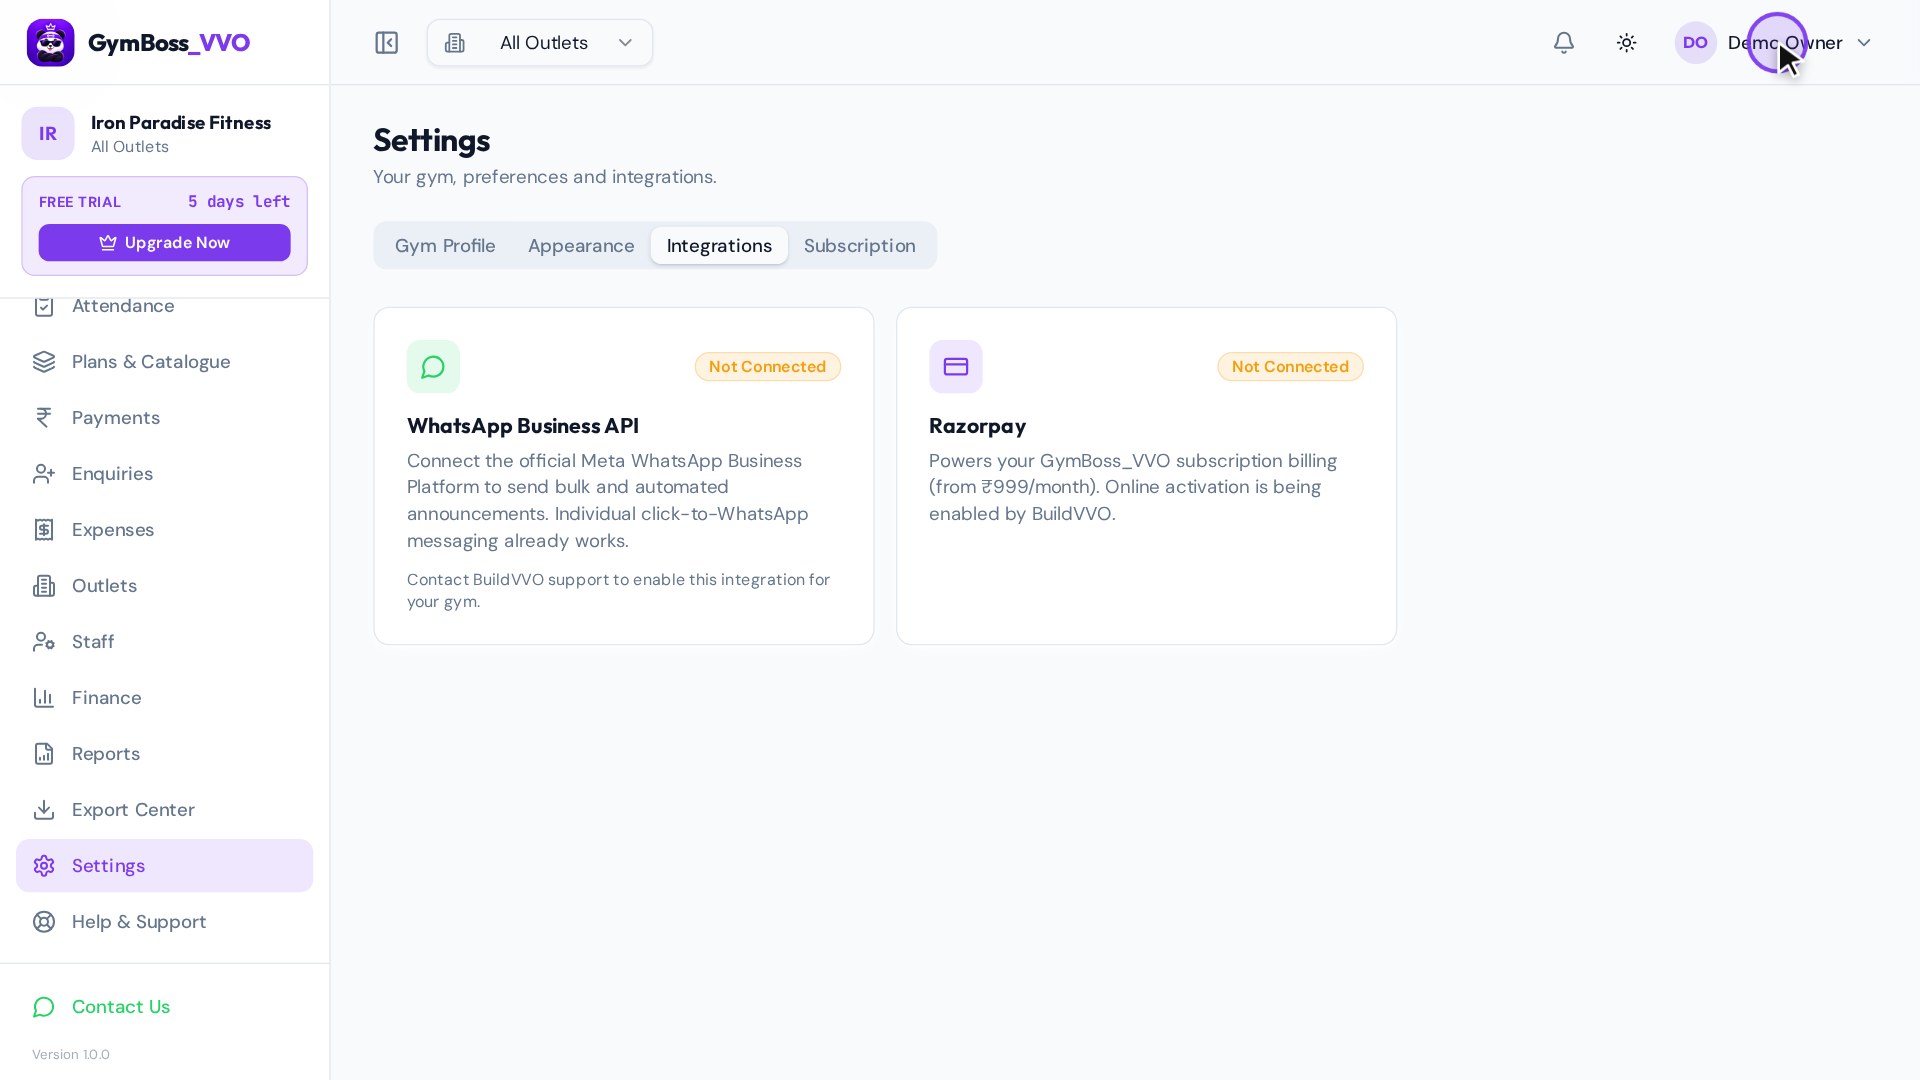 GymBoss_VVO
All Outlets
DO
Demo Owner
IR
Iron Paradise Fitness
All Outlets
FREE TRIAL
5 days left
Upgrade Now
Attendance
Plans & Catalogue
Payments
Enquiries
Expenses
Outlets
Staff
Finance
Reports
Export Center
Settings
Help & Support
Contact Us
Version 1.0.0
Settings
Your gym, preferences and integrations.
Gym Profile
Appearance
Integrations
Subscription
Not Connected
WhatsApp Business API
Connect the official Meta WhatsApp Business
Platform to send bulk and automated
announcements. Individual click-to-WhatsApp
messaging already works.
Contact BuildVVO support to enable this integration for
your gym.
Not Connected
Razorpay
Powers your GymBoss_VVO subscription billing
(from ₹999/month). Online activation is being
enabled by BuildVVO.